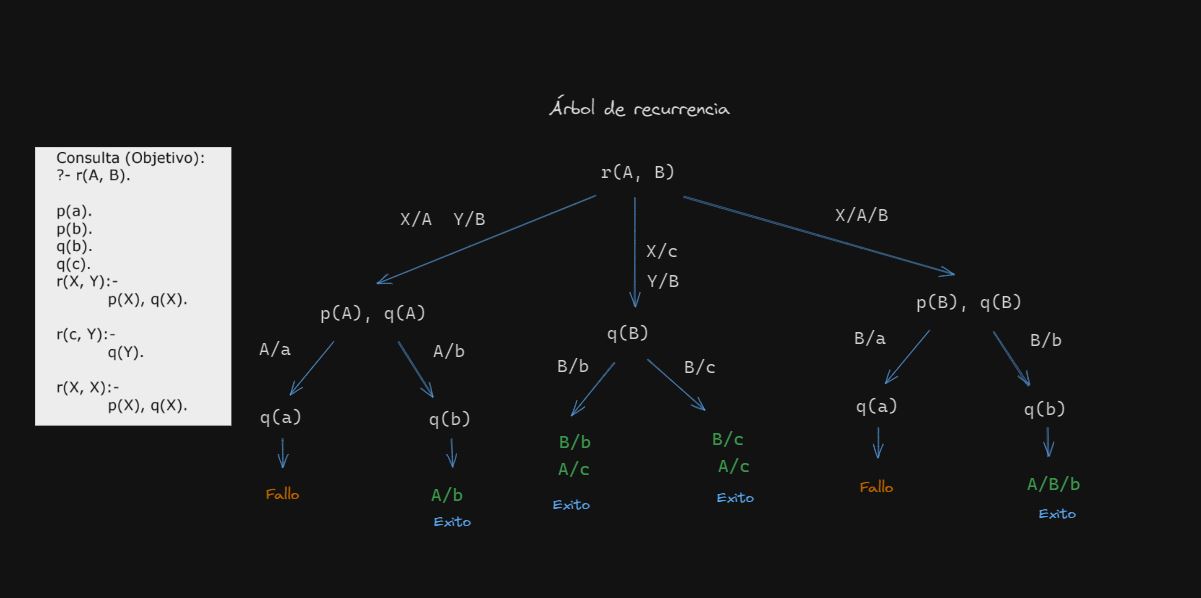 Árbol de recurrencia
Consulta (Objetivo):
?- r(A, B).
p(a).
p(b).
q(b).
q(c).
r(X, Y):-
p(X), q(X).
r(c, Y):-
q(Y).
r(X, X):-
p(X), q(X).
r(A, B)
X/A Y/B
X/c
Y/B
X/A/B
p(A), q(A)
q(B)
p(B), q(B)
A/a
A/b
B/b
B/c
B/a
B/b
q(a)
q(b)
q(a)
q(b)
Fallo
A/b
Exito
B/b
A/c
Exito
B/c
A/c
Exito
Fallo
A/B/b
Exito